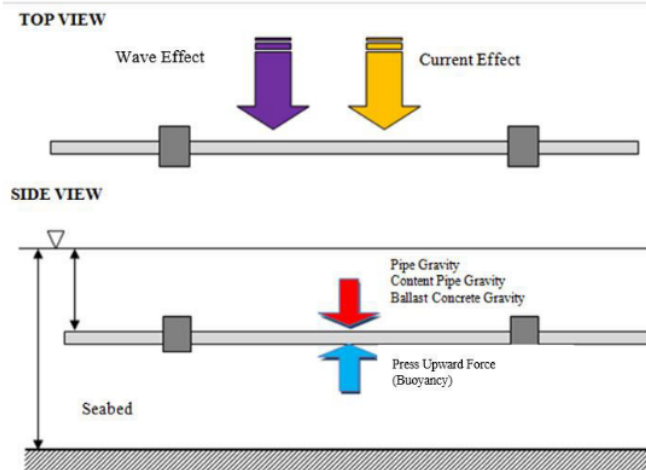 TOP VIEW
Wave Effect
Current Effect
SIDE VIEW
Pipe Gravity
Content Pipe Gravity
Ballast Concrete Gravity
Press Upward Force
(Buoyancy)
Seabed